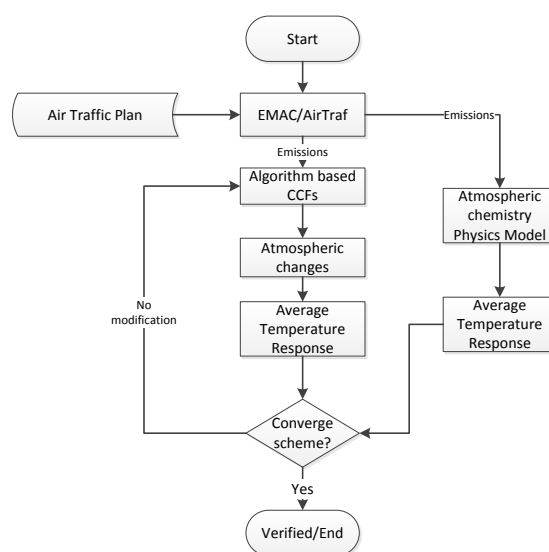 Start
Air Traffic Plan
EMAC/AirTraf
Emissions
Emissions
Algorithm based
CCFs
Atmospheric
chemistry
Physics Model
Atmospheric
changes
No
modification
Average
Temperature
Response
Average
Temperature
Response
Converge
scheme?
Yes
Verified/End